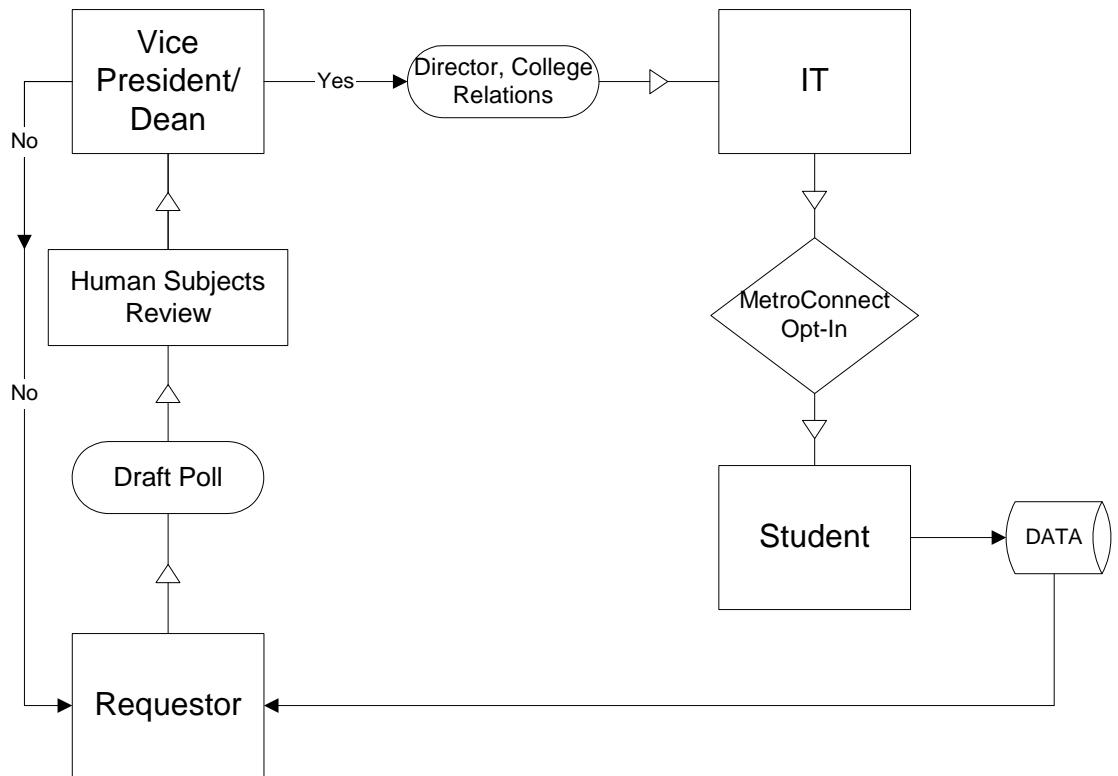 Vice
President/
Dean
Yes
Director, College
Relations
IT
No
Human Subjects
Review
MetroConnect
Opt-In
No
Draft Poll
Student
DATA
Requestor